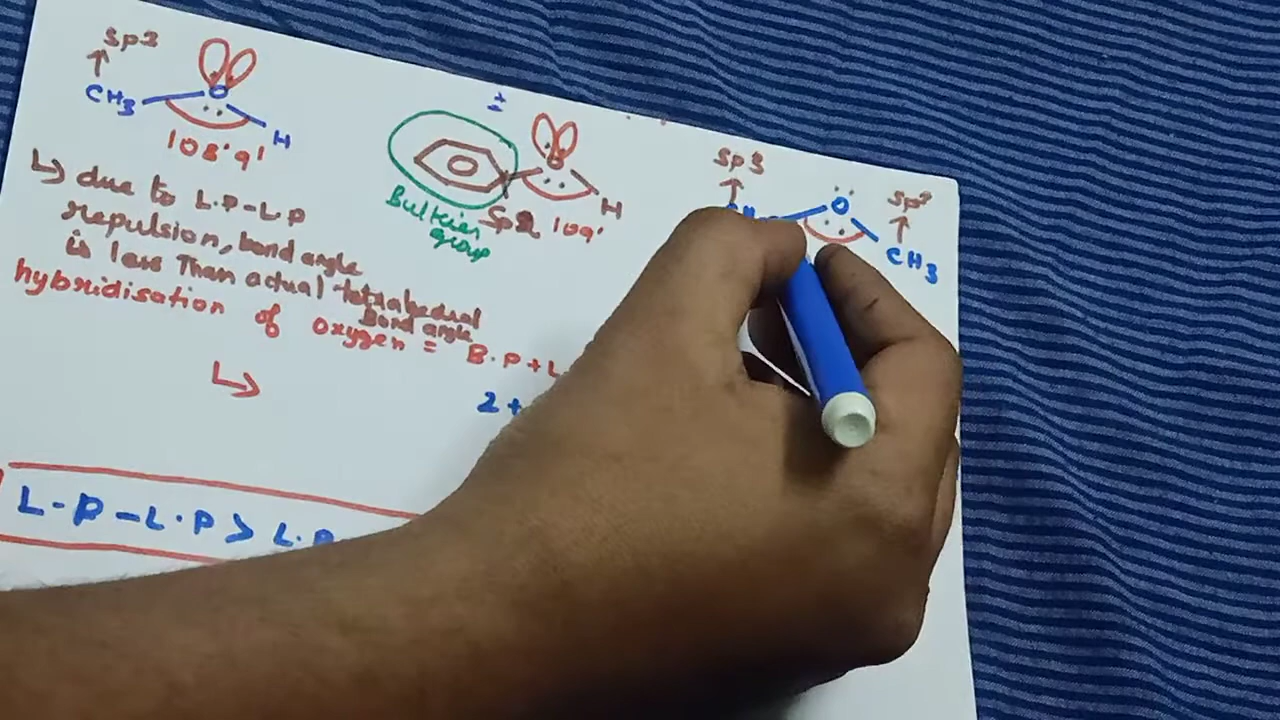 Sp3
CH3
O
H
108°9'
Sp2
109°
H
Bulkier
group
Sp3
O
Sp3
CH3
↳ due to L.P-L.P
repulsion, bond angle
is less than actual tetrahedral
Bond angle
hybridisation of oxygen = B.P+L
2+
L.P-L.P > L.P